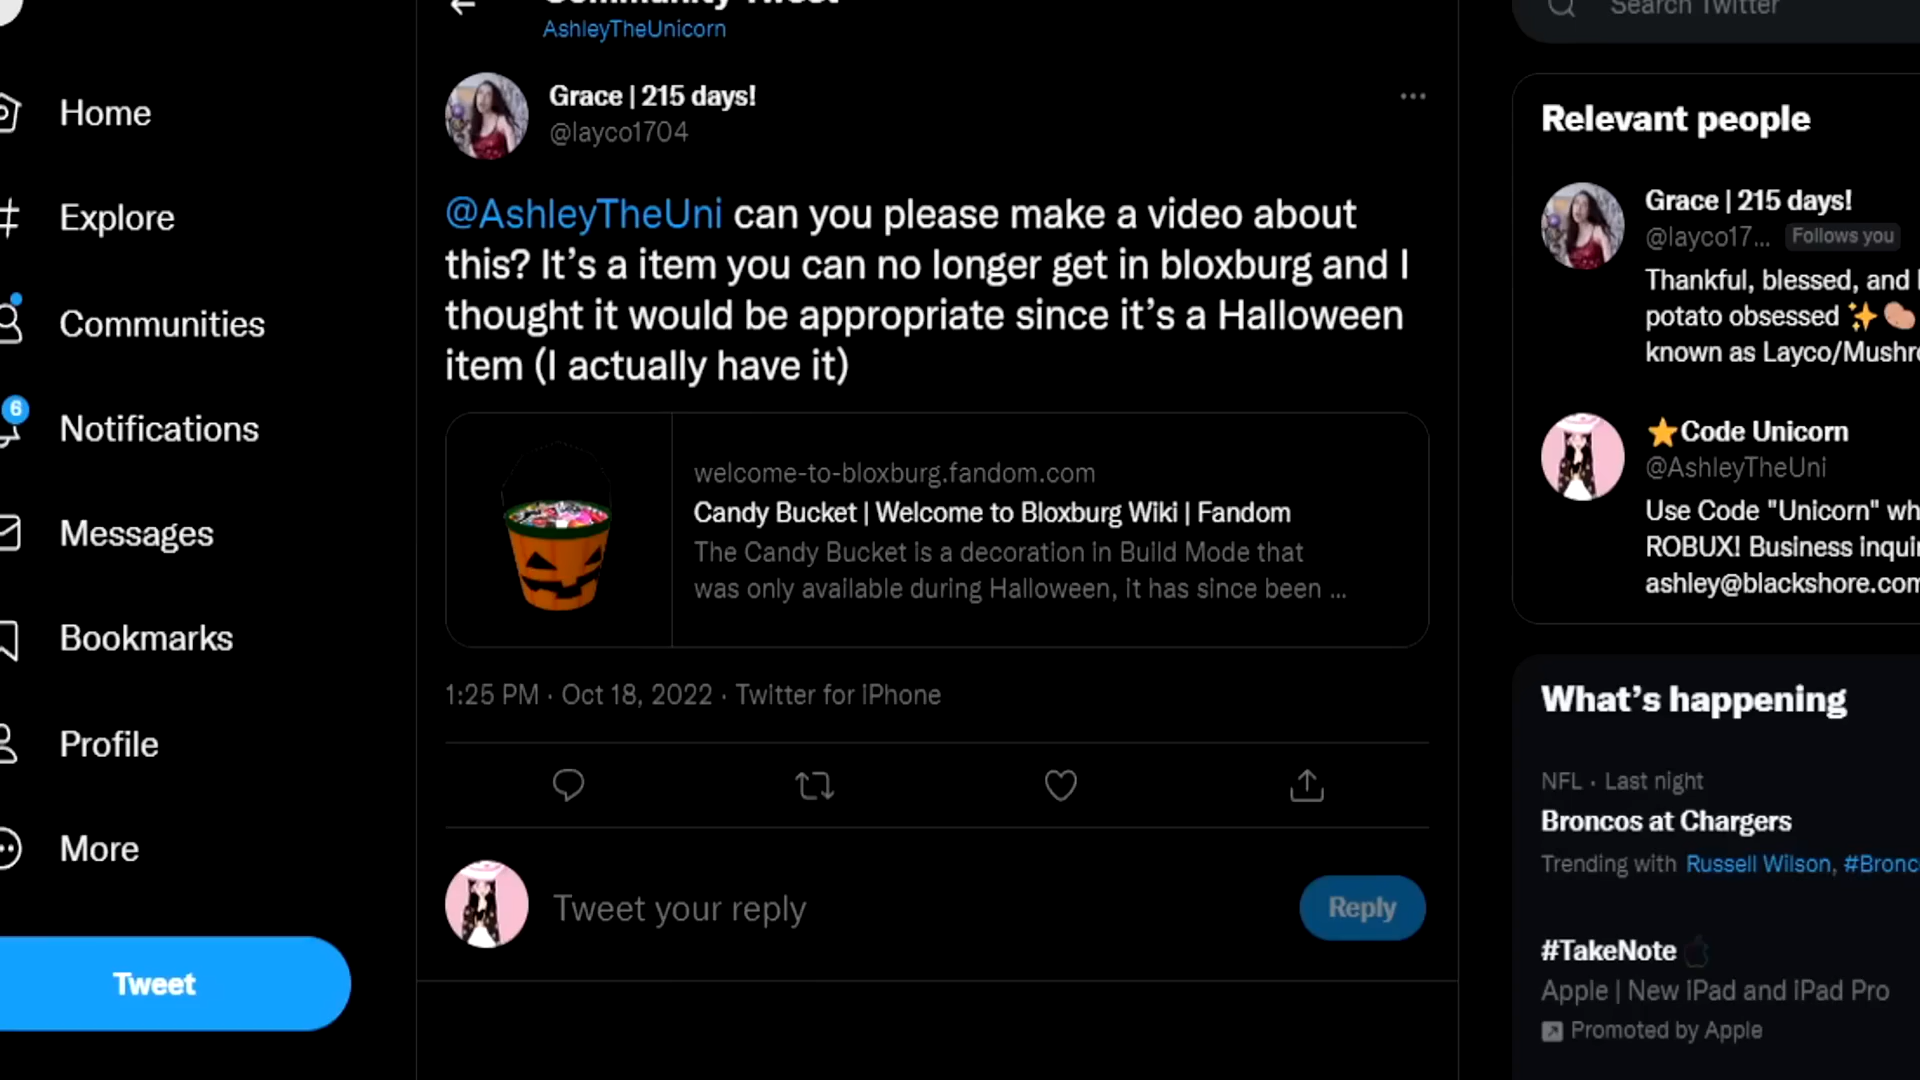 Community Tweet
AshleyTheUnicorn
Home
Explore
Communities
6
Notifications
Messages
Bookmarks
Profile
More
Tweet
Grace | 215 days!
@layco1704
@AshleyTheUni can you please make a video about
this? It’s a item you can no longer get in bloxburg and I
thought it would be appropriate since it’s a Halloween
item (I actually have it)
welcome-to-bloxburg.fandom.com
Candy Bucket | Welcome to Bloxburg Wiki | Fandom
The Candy Bucket is a decoration in Build Mode that
was only available during Halloween, it has since been ...
1:25 PM · Oct 18, 2022 · Twitter for iPhone
Tweet your reply
Reply
Search Twitter
Relevant people
Grace | 215 days!
@layco17... Follows you
Thankful, blessed, and
potato obsessed ✨🥔
known as Layco/Mushr
⭐Code Unicorn
@AshleyTheUni
Use Code "Unicorn" wh
ROBUX! Business inqui
ashley@blackshore.com
What’s happening
NFL · Last night
Broncos at Chargers
Trending with Russell Wilson, #Bronc
#TakeNote
Apple | New iPad and iPad Pro
Promoted by Apple